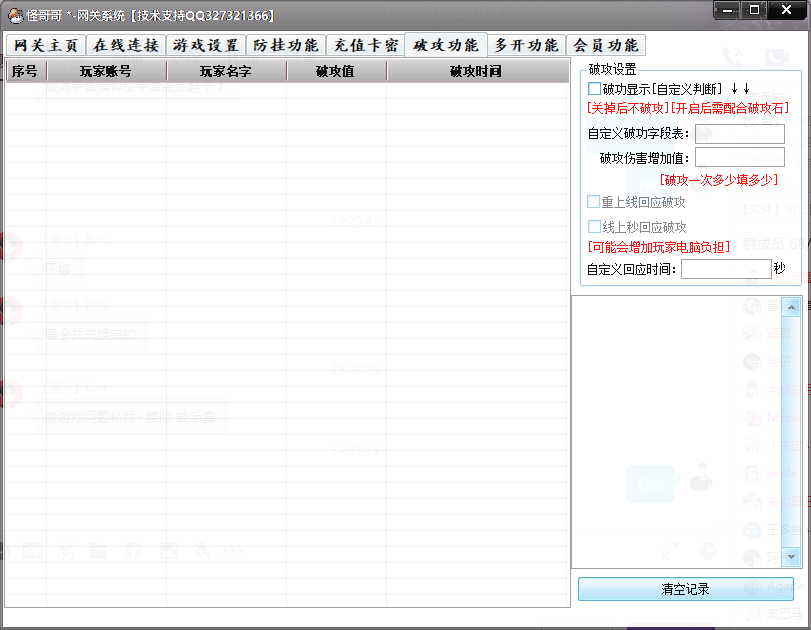 怪哥哥 *-网关系统【技术支持QQ327321366】
网关主页 在线连接 游戏设置 防挂功能 充值卡密 破攻功能 多开功能 会员功能
序号 玩家账号 玩家名字 破攻值 破攻时间
破攻设置
破功显示[自定义判断] ↓↓
[关掉后不破攻][开启后需配合破攻石]
自定义破功字段表:
破攻伤害增加值:
[破攻一次多少填多少]
重上线回应破攻
线上秒回应破攻
[可能会增加玩家电脑负担]
自定义回应时间: 秒
清空记录